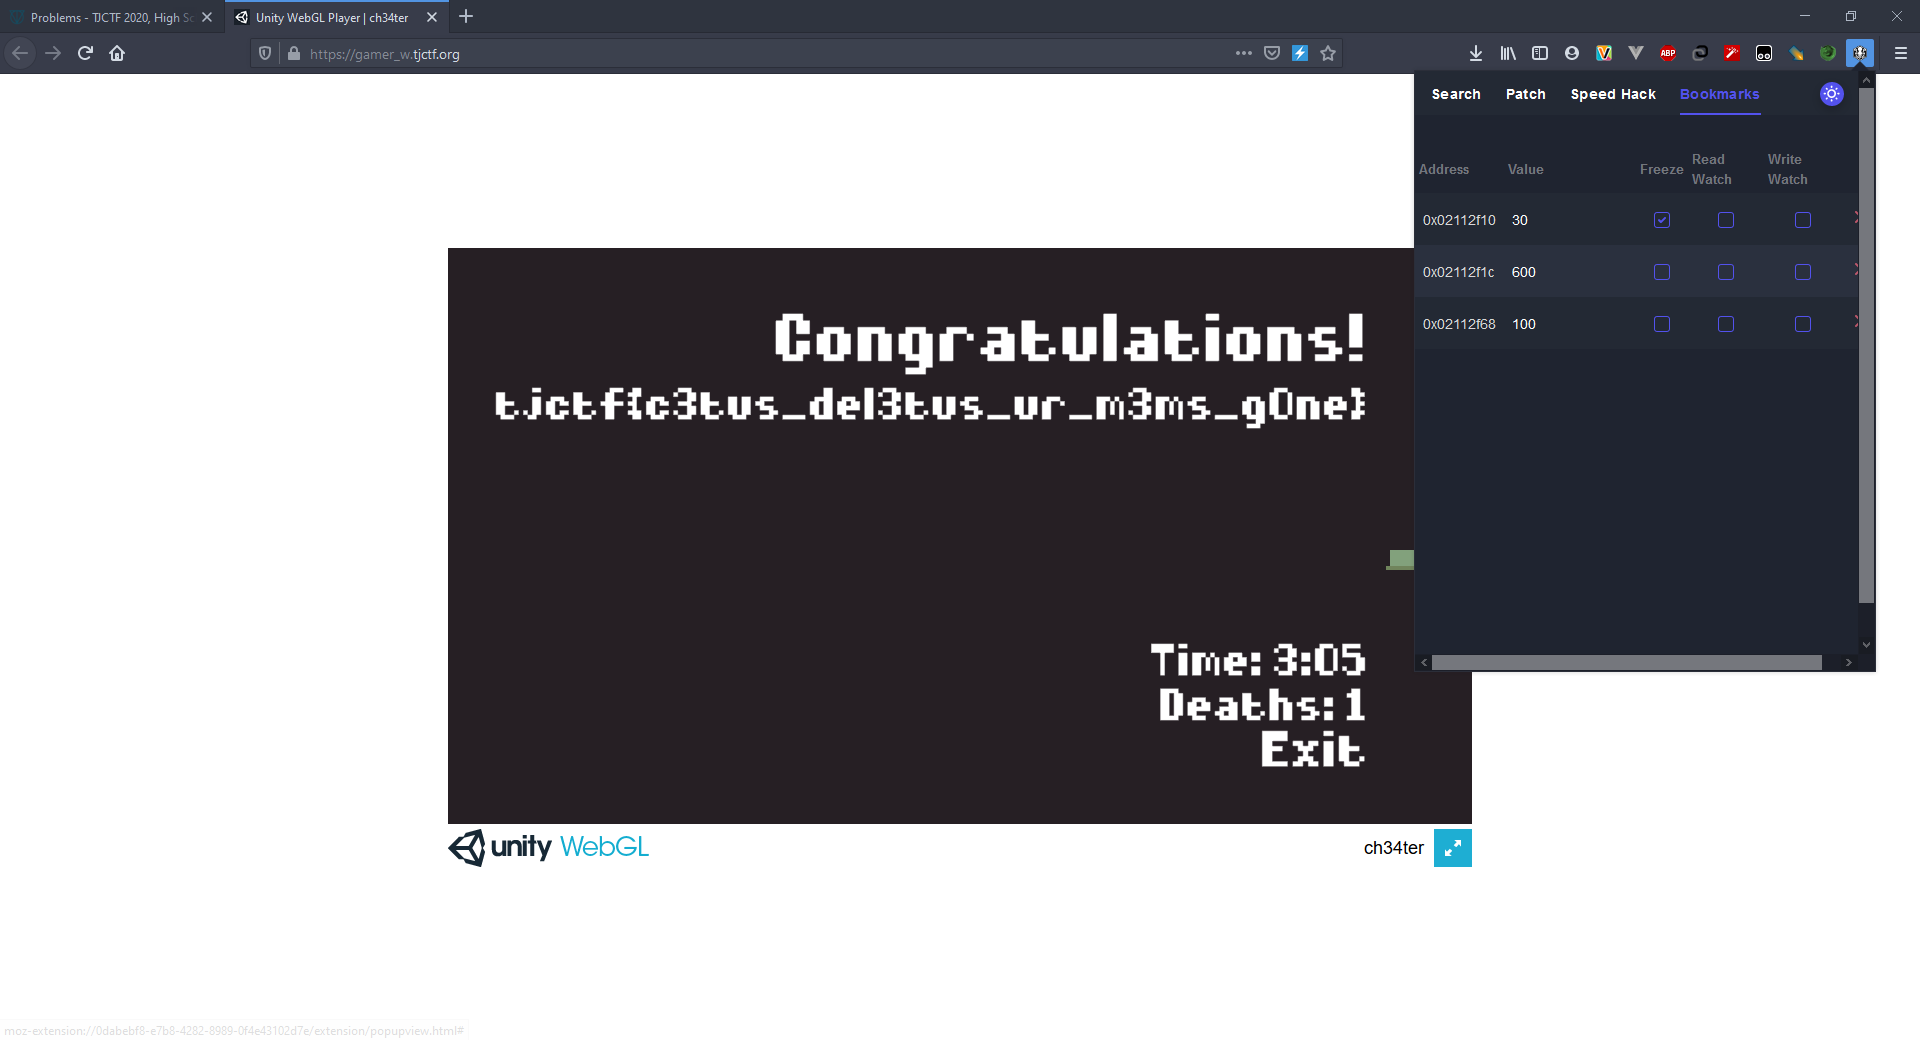 Problems - TJCTF 2020, High Sc
Unity WebGL Player | ch34ter
https://gamer_w.tjctf.org
ABP
Search Patch Speed Hack Bookmarks
Address Value Freeze Read Watch Write Watch
0x02112f10 30
0x02112f1c 600
0x02112f68 100
Congratulations!
tjctf{c3tus_del3tus_ur_m3ms_g0ne}
Time: 3:05
Deaths: 1
Exit
unity WebGL
ch34ter
moz-extension://0dabebf8-e7b8-4282-8989-0f4e43102d7e/extension/popupview.html#